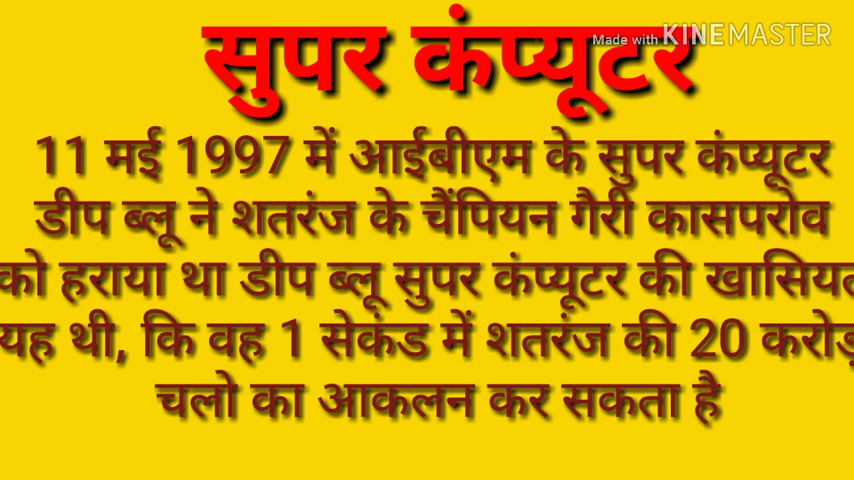 सुपर कंप्यूटर
Made with KINEMASTER
11 मई 1997 में आईबीएम के सुपर कंप्यूटर
डीप ब्लू ने शतरंज के चैंपियन गैरी कासपरोव
को हराया था डीप ब्लू सुपर कंप्यूटर की खासियत
यह थी, कि वह 1 सेकंड में शतरंज की 20 करोड़
चलो का आकलन कर सकता है